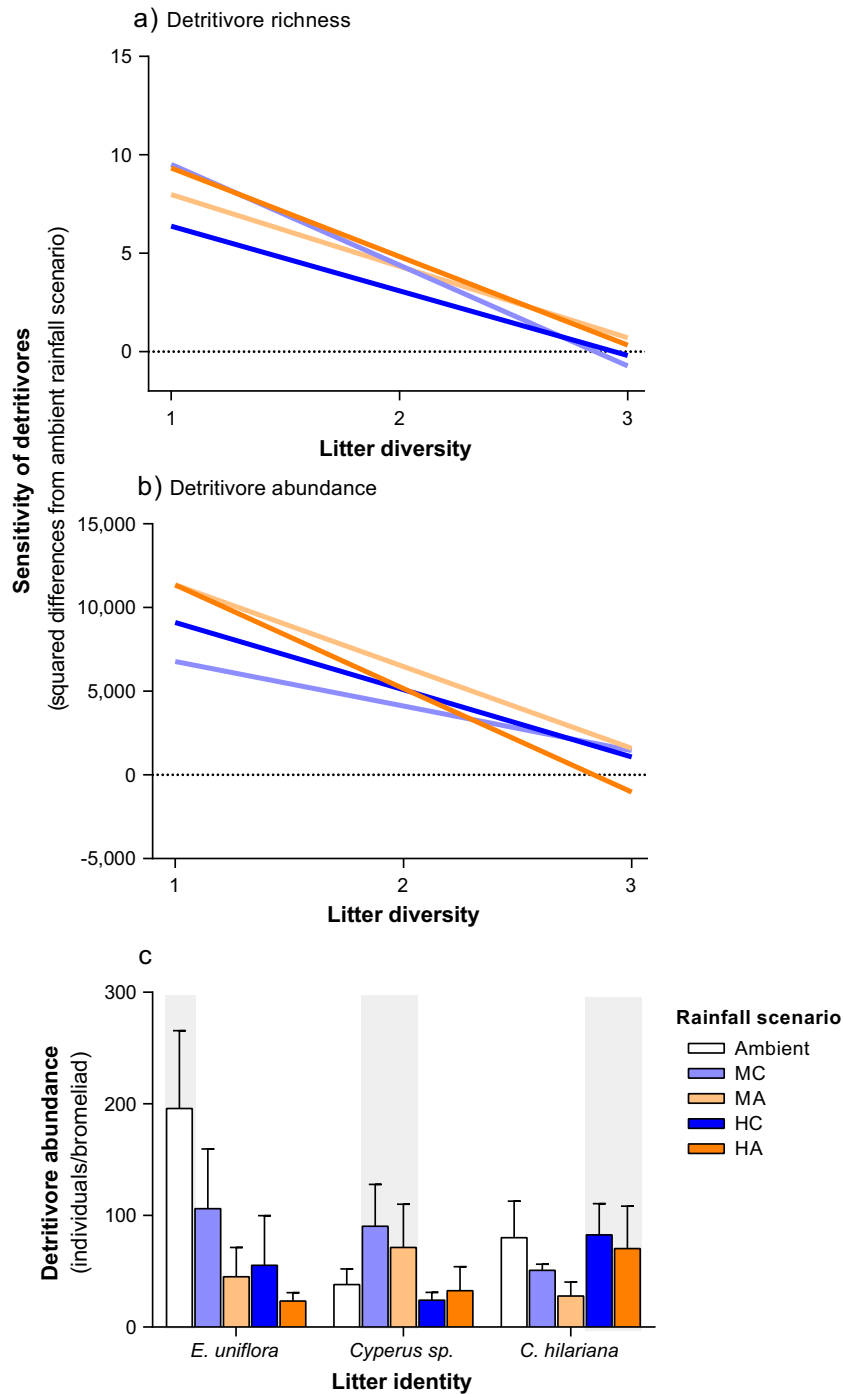 a) Detritivore richness
15
10
5
0
1
2
3
Litter diversity
Sensitivity of detritivores
(squared differences from ambient rainfall scenario)
b) Detritivore abundance
15,000
10,000
5,000
0
-5,000
1
2
3
Litter diversity
c
300
200
100
0
Detritivore abundance
(individuals/bromeliad)
E. uniflora
Cyperus sp.
C. hilariana
Litter identity
Rainfall scenario
Ambient
MC
MA
HC
HA